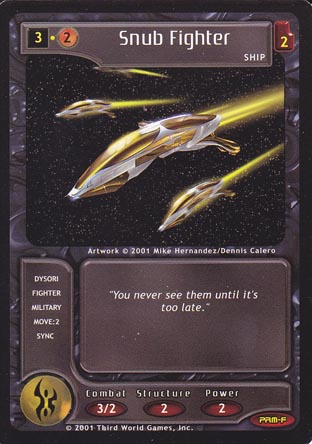 3 • 2
Snub Fighter
2
SHIP
Artwork © 2001 Mike Hernandez/Dennis Calero
DYSORI
FIGHTER
MILITARY
MOVE:2
SYNC
"You never see them until it's
too late."
Combat Structure Power
3/2 2 2
PRM-F
© 2001 Third World Games, Inc.